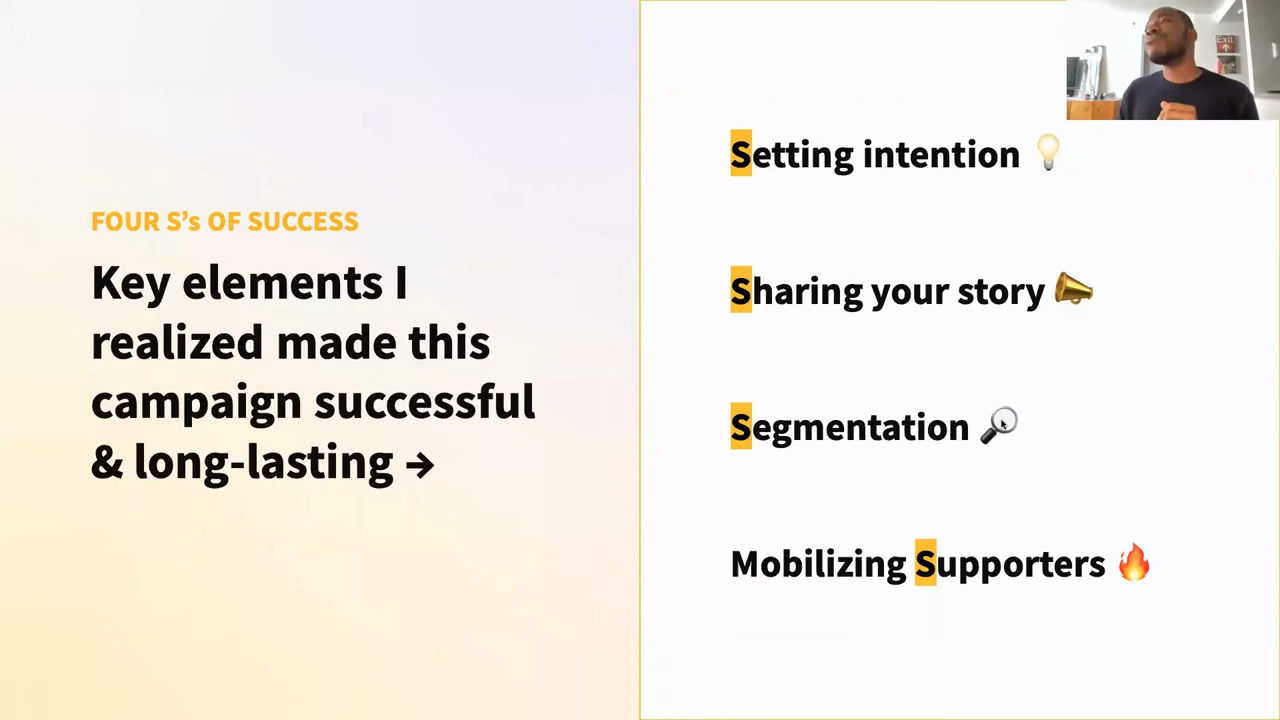 FOUR S’s OF SUCCESS
Key elements I
realized made this
campaign successful
& long-lasting →
Setting intention
Sharing your story
Segmentation
Mobilizing Supporters
Exit